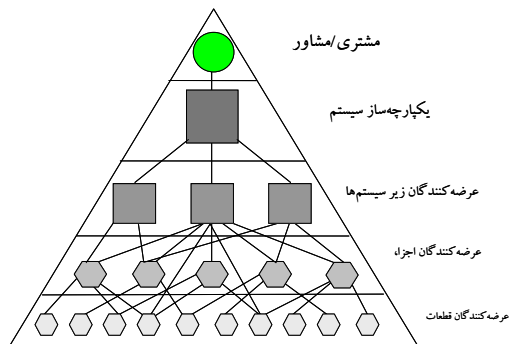 مشتری/مشاور
یکپارچه‌ساز سیستم
عرضه‌کنندگان زیر سیستم‌ها
عرضه‌کنندگان اجزاء
عرضه‌کنندگان قطعات